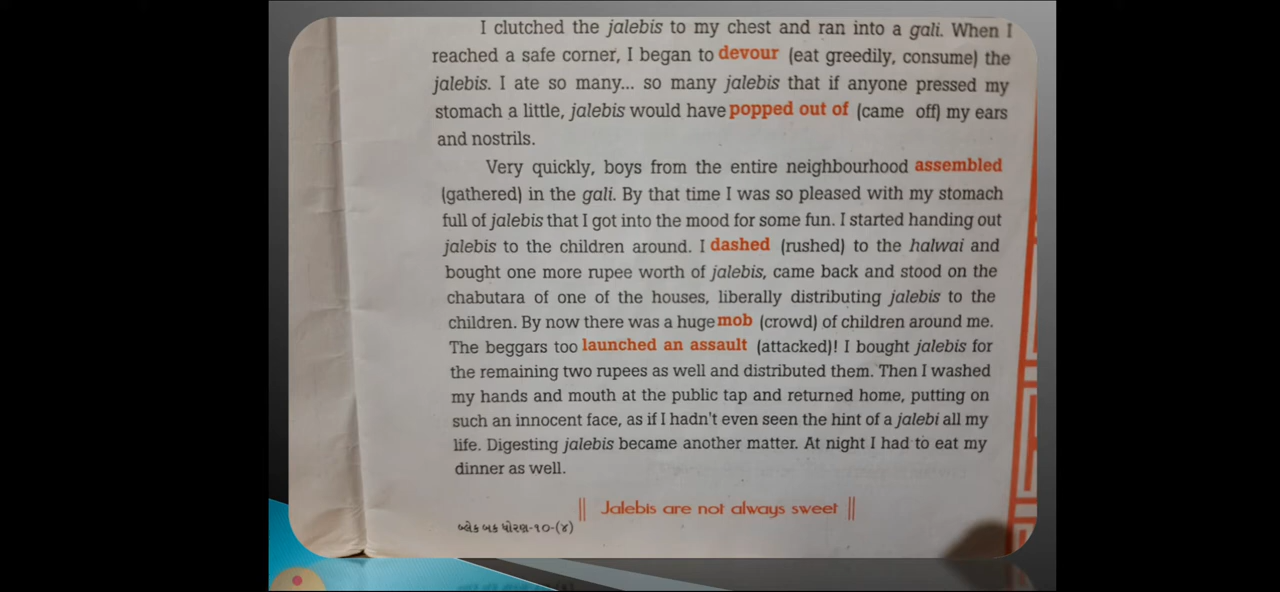 I clutched the jalebis to my chest and ran into a gali. When I
reached a safe corner, I began to devour (eat greedily, consume) the
jalebis. I ate so many... so many jalebis that if anyone pressed my
stomach a little, jalebis would have popped out of (came off) my ears
and nostrils.
Very quickly, boys from the entire neighbourhood assembled
(gathered) in the gali. By that time I was so pleased with my stomach
full of jalebis that I got into the mood for some fun. I started handing out
jalebis to the children around. I dashed (rushed) to the halwai and
bought one more rupee worth of jalebis, came back and stood on the
chabutara of one of the houses, liberally distributing jalebis to the
children. By now there was a huge mob (crowd) of children around me.
The beggars too launched an assault (attacked)! I bought jalebis for
the remaining two rupees as well and distributed them. Then I washed
my hands and mouth at the public tap and returned home, putting on
such an innocent face, as if I hadn't even seen the hint of a jalebi all my
life. Digesting jalebis became another matter. At night I had to eat my
dinner as well.
|| Jalebis are not always sweet ||
બ્લેક બક ધોરણ-૧૦-(૪)